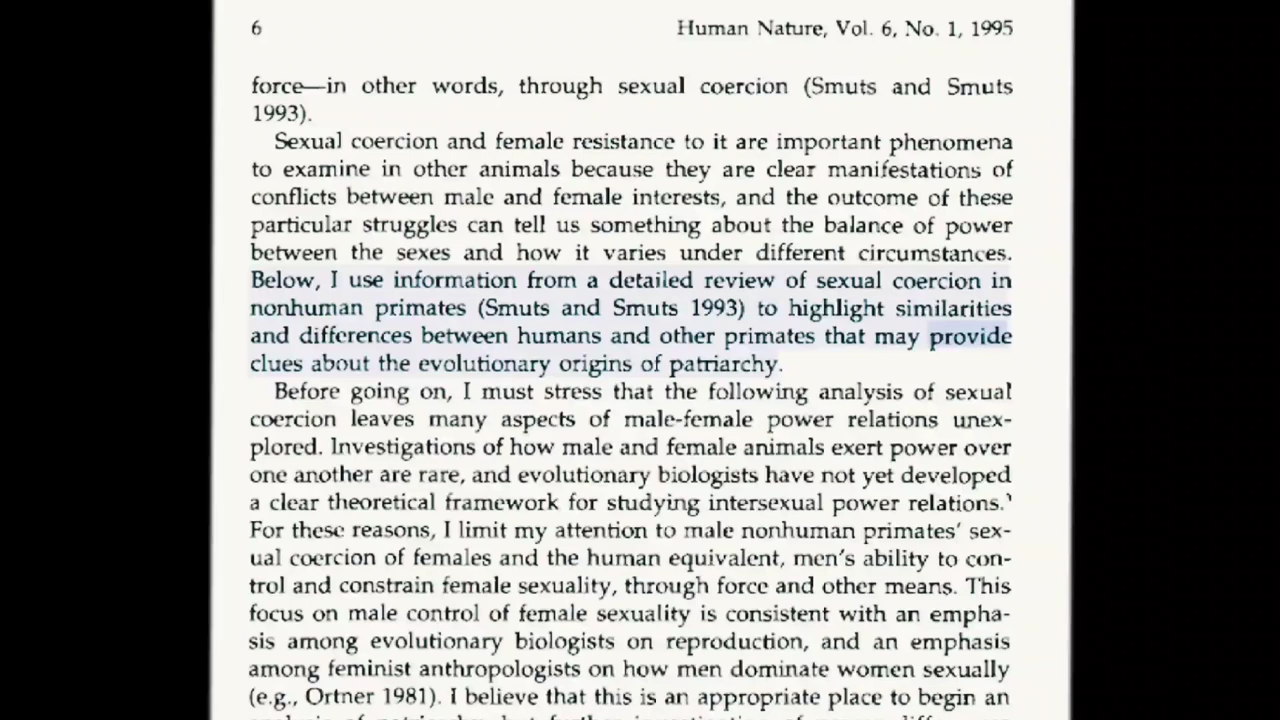 6 Human Nature, Vol. 6, No. 1, 1995
force—in other words, through sexual coercion (Smuts and Smuts
1993).
Sexual coercion and female resistance to it are important phenomena
to examine in other animals because they are clear manifestations of
conflicts between male and female interests, and the outcome of these
particular struggles can tell us something about the balance of power
between the sexes and how it varies under different circumstances.
Below, I use information from a detailed review of sexual coercion in
nonhuman primates (Smuts and Smuts 1993) to highlight similarities
and differences between humans and other primates that may provide
clues about the evolutionary origins of patriarchy.
Before going on, I must stress that the following analysis of sexual
coercion leaves many aspects of male-female power relations unex-
plored. Investigations of how male and female animals exert power over
one another are rare, and evolutionary biologists have not yet developed
a clear theoretical framework for studying intersexual power relations.¹
For these reasons, I limit my attention to male nonhuman primates' sex-
ual coercion of females and the human equivalent, men's ability to con-
trol and constrain female sexuality, through force and other means. This
focus on male control of female sexuality is consistent with an empha-
sis among evolutionary biologists on reproduction, and an emphasis
among feminist anthropologists on how men dominate women sexually
(e.g., Ortner 1981). I believe that this is an appropriate place to begin an